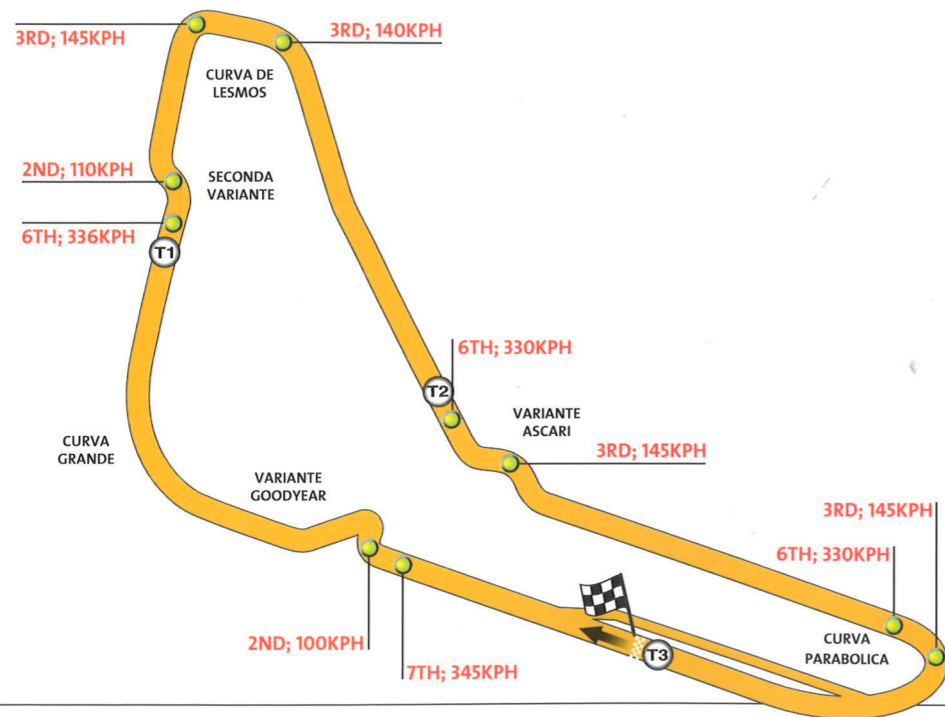 3RD; 145KPH
3RD; 140KPH
CURVA DE
LESMOS
2ND; 110KPH
SECONDA
VARIANTE
6TH; 336KPH
T1
6TH; 330KPH
T2
VARIANTE
ASCARI
3RD; 145KPH
CURVA
GRANDE
VARIANTE
GOODYEAR
3RD; 145KPH
6TH; 330KPH
2ND; 100KPH
7TH; 345KPH
T3
CURVA
PARABOLICA